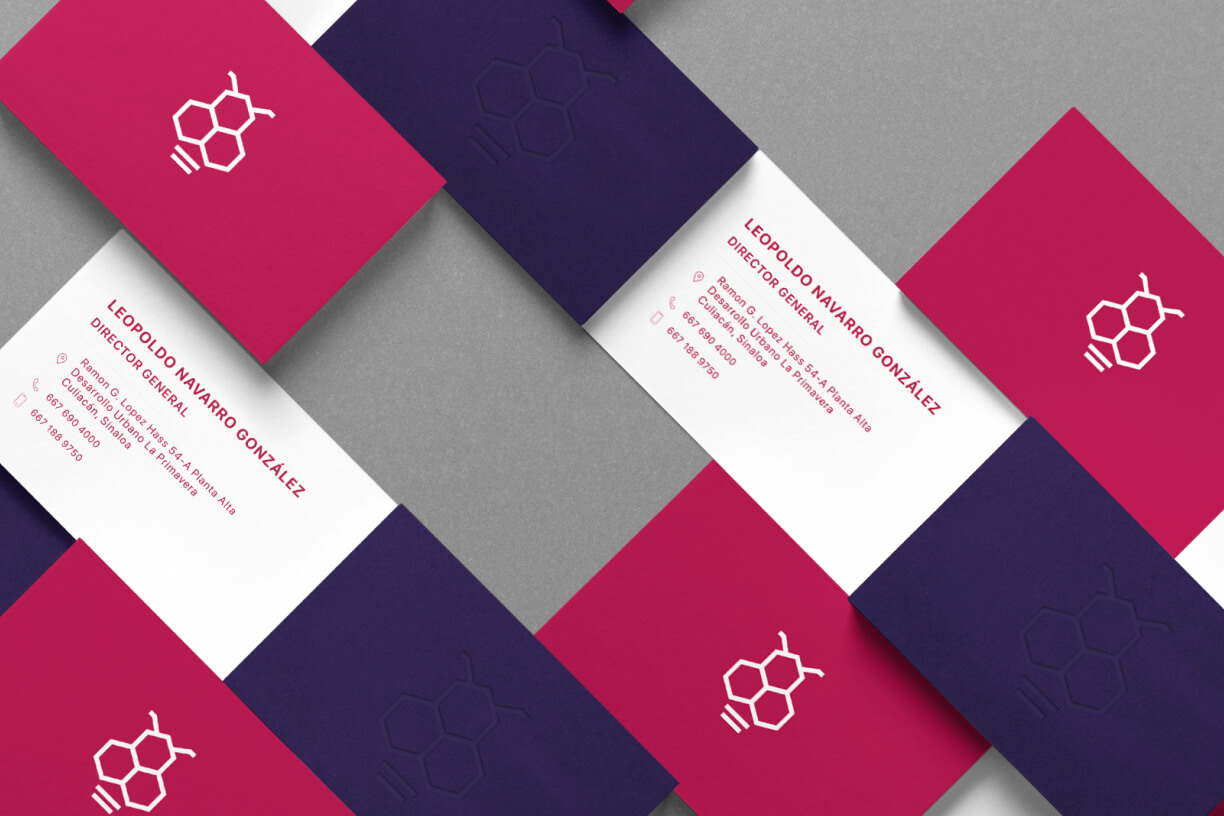 LEOPOLDO NAVARRO GONZÁLEZ
DIRECTOR GENERAL
Ramon G. Lopez Hass 54-A Planta Alta
Desarrollo Urbano La Primavera
Culiacán, Sinaloa
667 690 4000
667 188 9750
LEOPOLDO NAVARRO GONZÁLEZ
DIRECTOR GENERAL
Ramon G. Lopez Hass 54-A Planta Alta
Desarrollo Urbano La Primavera
Culiacán, Sinaloa
667 690 4000
667 188 9750